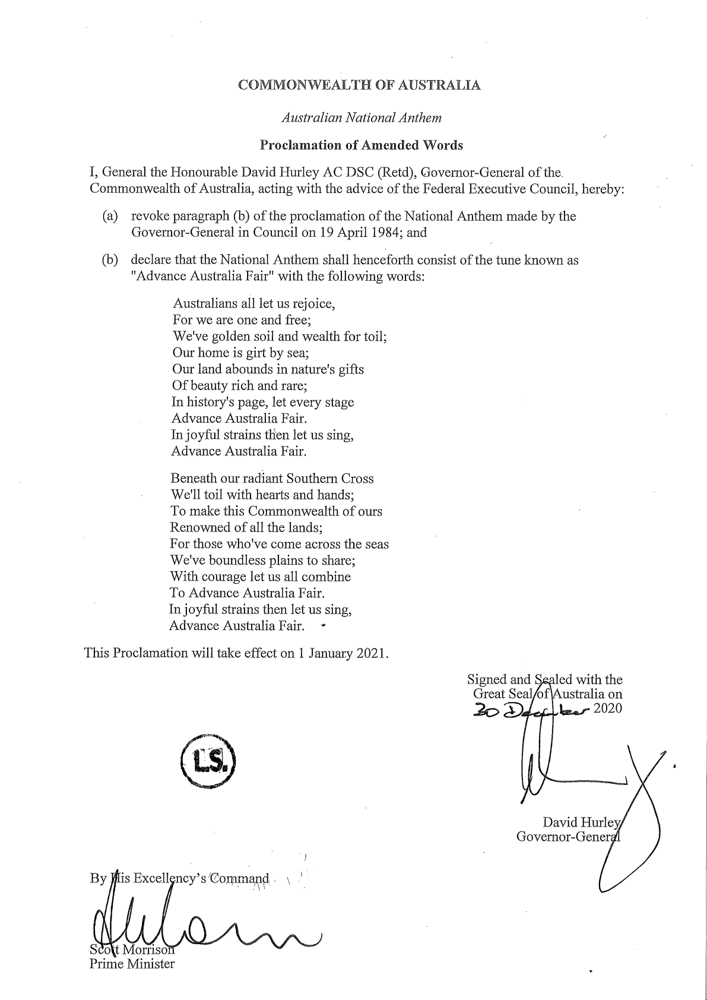 COMMONWEALTH OF AUSTRALIA
Australian National Anthem
Proclamation of Amended Words
I, General the Honourable David Hurley AC DSC (Retd), Governor-General of the
Commonwealth of Australia, acting with the advice of the Federal Executive Council, hereby:
(a) revoke paragraph (b) of the proclamation of the National Anthem made by the
Governor-General in Council on 19 April 1984; and
(b) declare that the National Anthem shall henceforth consist of the tune known as
"Advance Australia Fair" with the following words:
Australians all let us rejoice,
For we are one and free;
We've golden soil and wealth for toil;
Our home is girt by sea;
Our land abounds in nature's gifts
Of beauty rich and rare;
In history's page, let every stage
Advance Australia Fair.
In joyful strains then let us sing,
Advance Australia Fair.
Beneath our radiant Southern Cross
We'll toil with hearts and hands;
To make this Commonwealth of ours
Renowned of all the lands;
For those who've come across the seas
We've boundless plains to share;
With courage let us all combine
To Advance Australia Fair.
In joyful strains then let us sing,
Advance Australia Fair.
This Proclamation will take effect on 1 January 2021.
Signed and Sealed with the
Great Seal of Australia on
30 December 2020
L.S.
David Hurley
Governor-General
By His Excellency's Command
Scott Morrison
Prime Minister